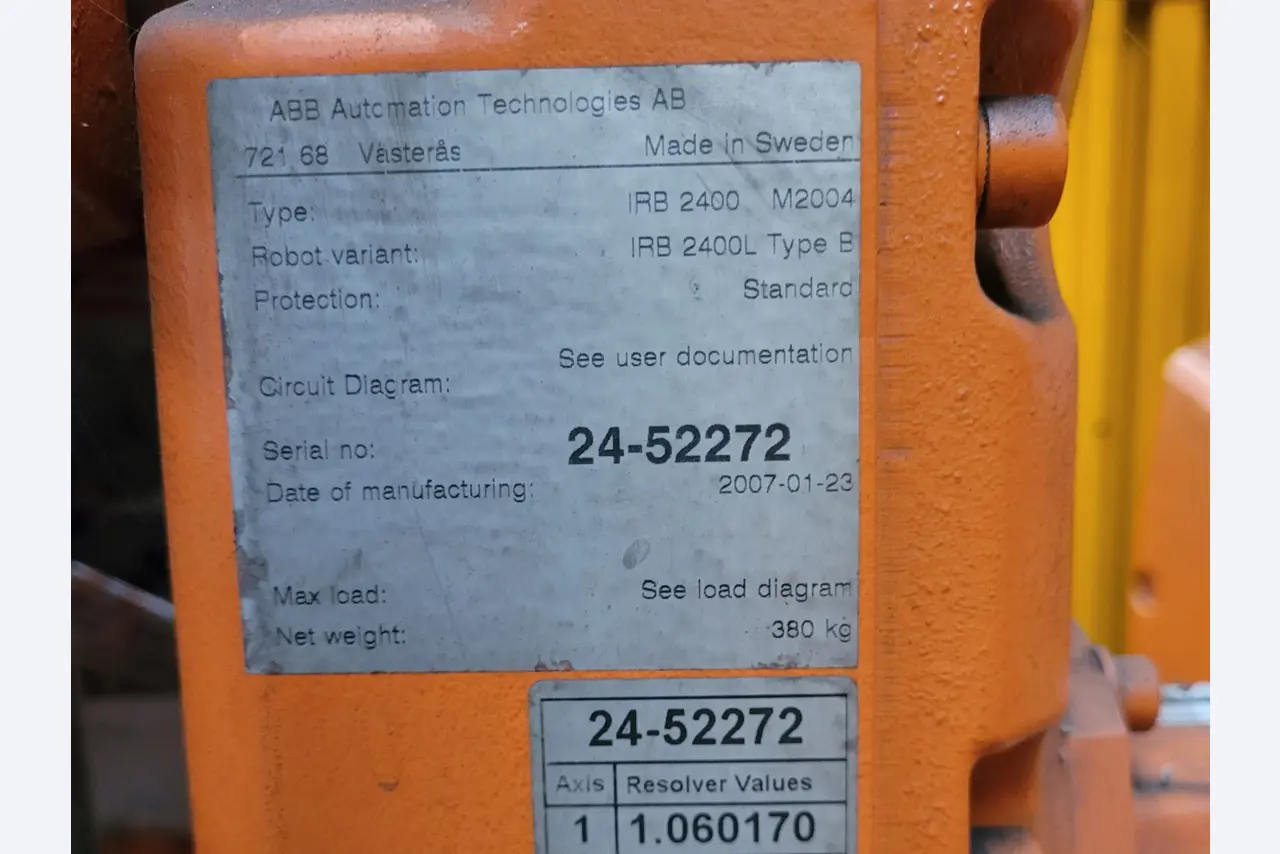 ABB Automation Technologies AB
721 68 Västerås Made in Sweden
Type: IRB 2400 M2004
Robot variant: IRB 2400L Type B
Protection: Standard
See user documentation
Circuit Diagram:
Serial no: 24-52272
Date of manufacturing: 2007-01-23
Max load: See load diagram
Net weight: 380 kg
24-52272
Axis Resolver Values
1 1.060170